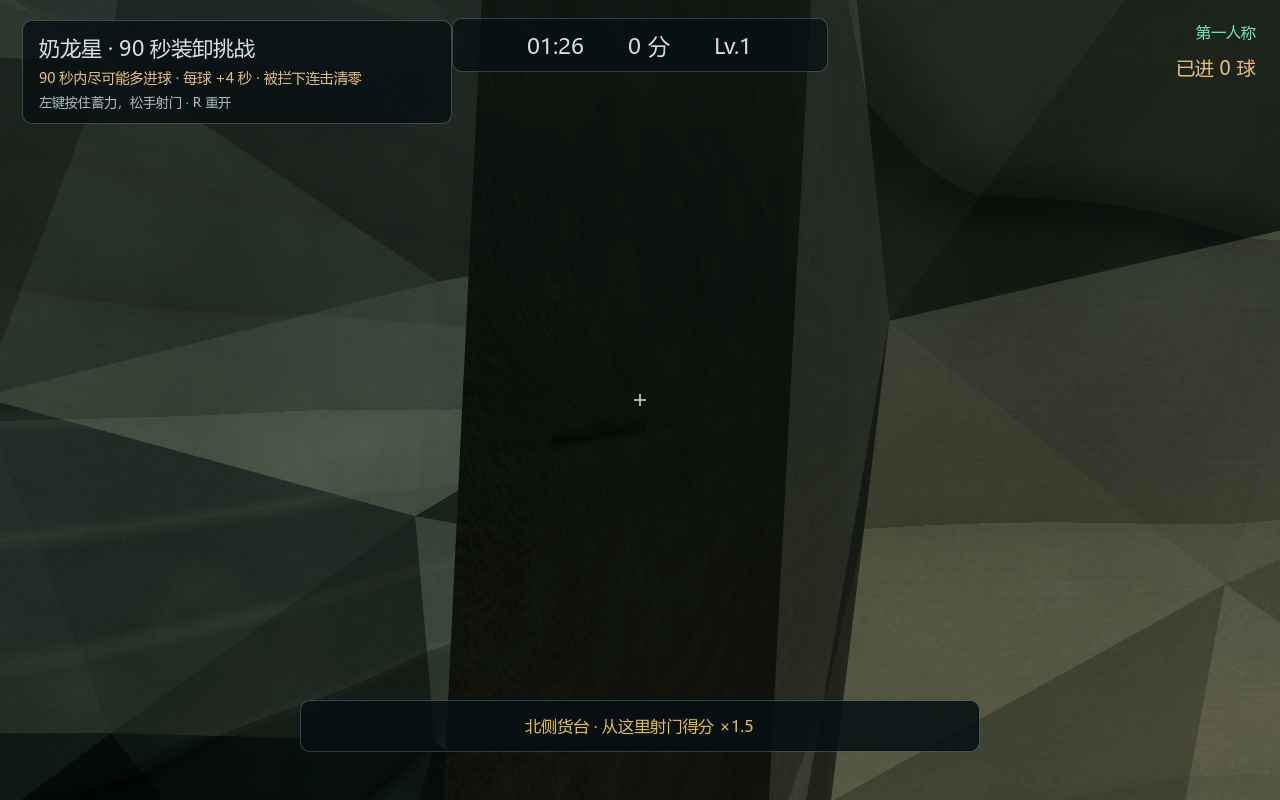 奶龙星 · 90 秒装卸挑战
90 秒内尽可能多进球 · 每球 +4 秒 · 被拦下连击清零
左键按住蓄力，松手射门 · R 重开
01:26 0 分 Lv.1
第一人称
已进 0 球
北侧货台 · 从这里射门得分 ×1.5